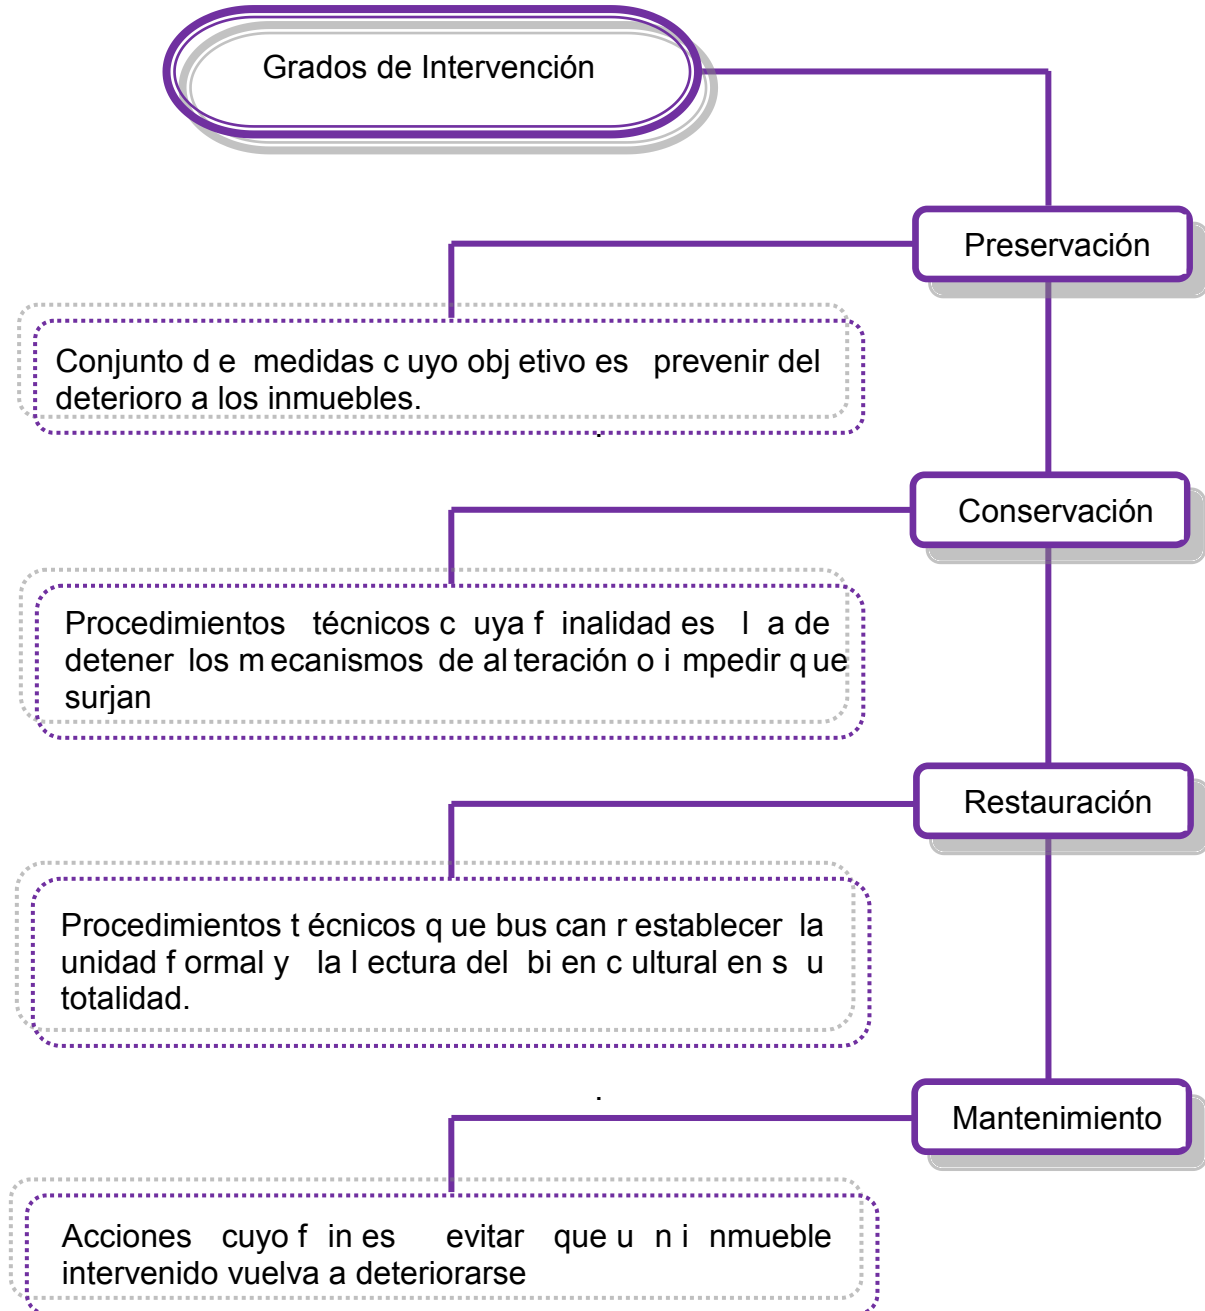 Grados de Intervención
Preservación
Conjunto d e medidas c uyo obj etivo es prevenir del
deterioro a los inmuebles.
.
Conservación
Procedimientos técnicos c uya f inalidad es l a de
detener los m ecanismos de al teración o i mpedir q ue
surjan
Restauración
Procedimientos t écnicos q ue bus can r establecer la
unidad f ormal y la l ectura del bi en c ultural en s u
totalidad.
.
Mantenimiento
Acciones cuyo f in es evitar que u n i nmueble
intervenido vuelva a deteriorarse